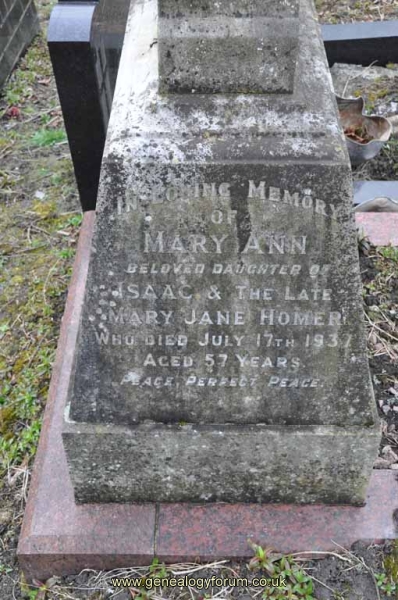 In Loving Memory
of
Mary Ann
beloved daughter of
Isaac & The Late
Mary Jane Homer
Who died July 17th 1937
Aged 57 Years.
Peace, Perfect Peace.
www.genealogyforum.co.uk